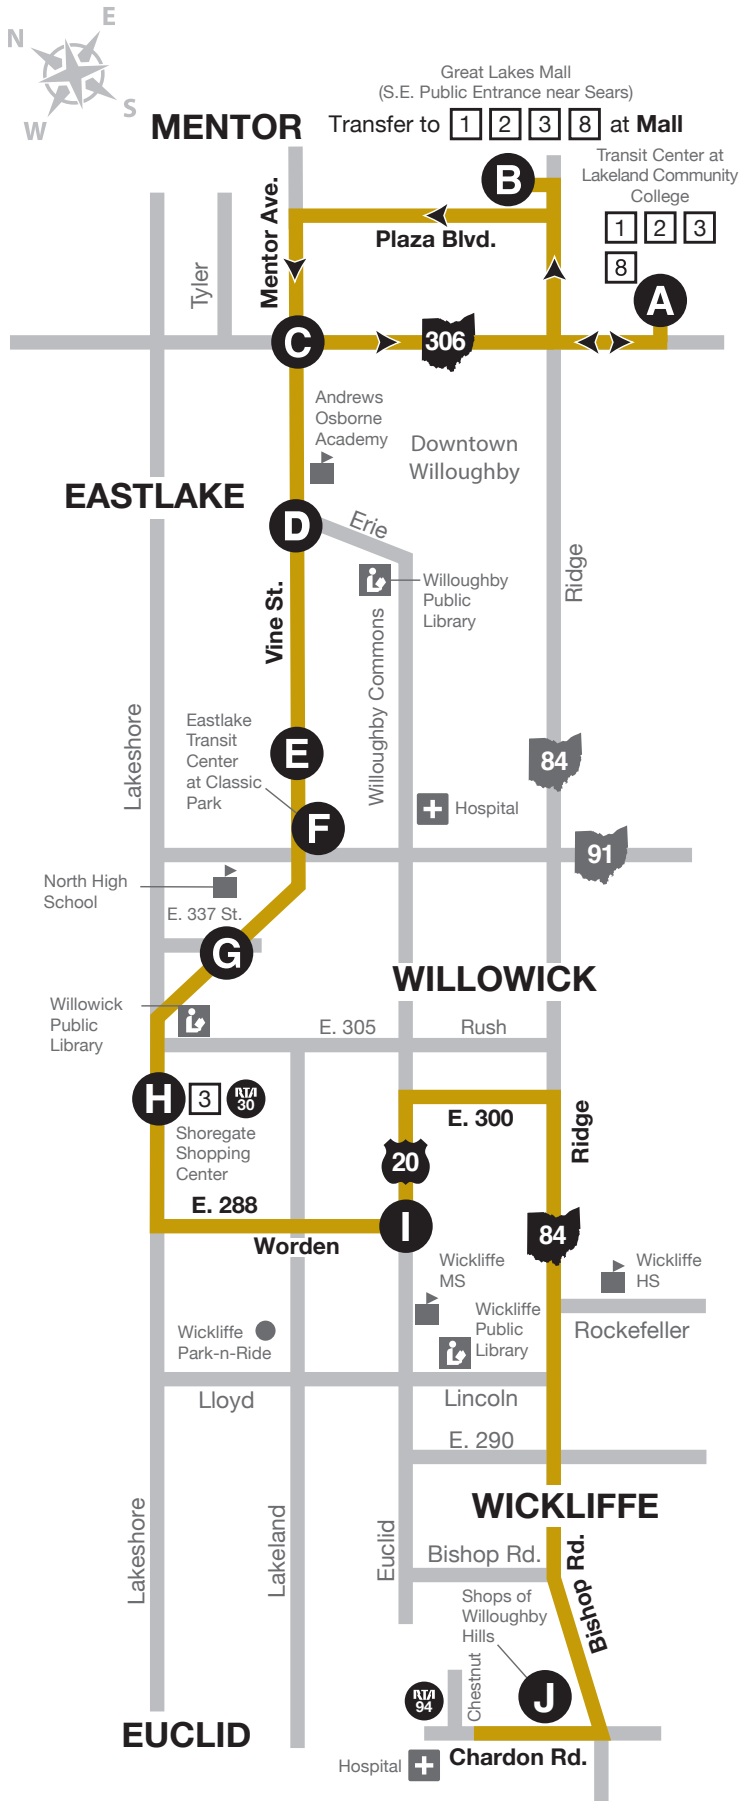 E
N
S
W
Great Lakes Mall
(S.E. Public Entrance near Sears)
MENTOR
Transfer to 1 2 3 8 at Mall
Transit Center at
Lakeland Community
College
1 2 3
8
B
A
Mentor Ave.
Plaza Blvd.
Tyler
C
306
Andrews
Osborne
Academy
Downtown
Willoughby
EASTLAKE
D
Erie
Ridge
Willoughby
Public
Library
Vine St.
Willoughby Commons
Lakeshore
Eastlake
Transit
Center
at Classic
Park
E
84
F
Hospital
91
North High
School
E. 337 St.
G
WILLOWICK
Willowick
Public
Library
E. 305
Rush
H
3
RTA
30
Shoregate
Shopping
Center
E. 300
Ridge
20
E. 288
I
84
Worden
Wickliffe
MS
Wickliffe
HS
Wickliffe
Public
Library
Rockefeller
Wickliffe
Park-n-Ride
Lloyd
Lincoln
E. 290
WICKLIFFE
Lakeshore
Lakeland
Euclid
Bishop Rd.
Bishop Rd.
Shops of
Willoughby
Hills
Chestnut
J
RTA
94
EUCLID
Hospital
Chardon Rd.